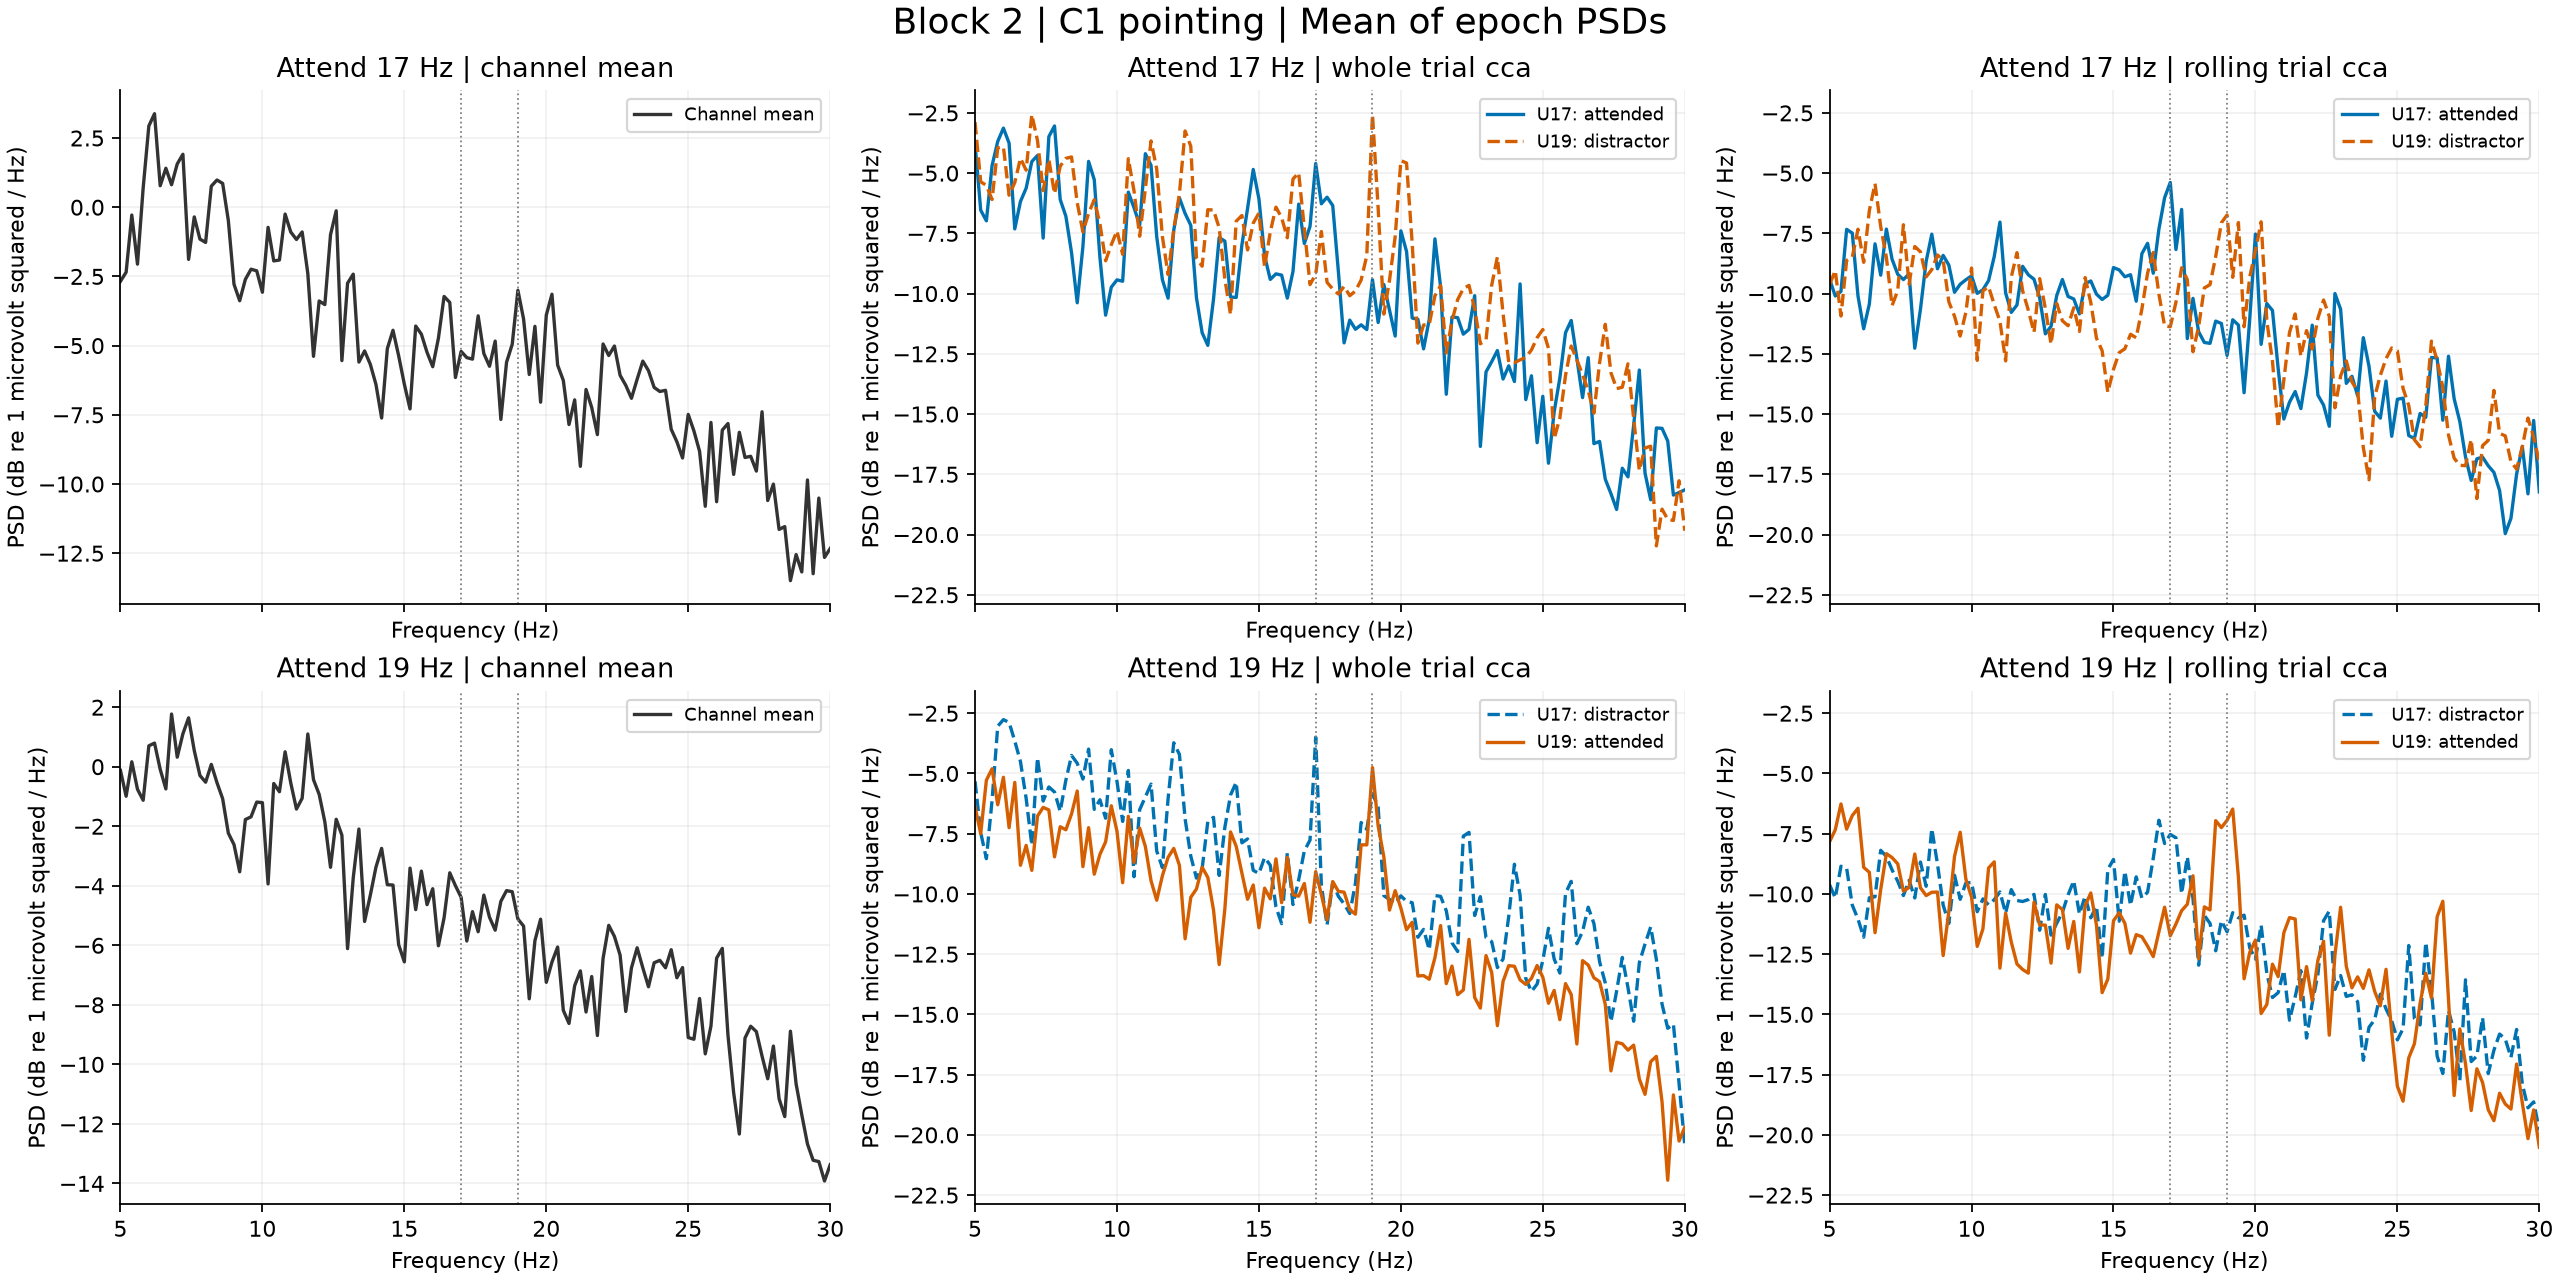 Block 2 | C1 pointing | Mean of epoch PSDs
Attend 17 Hz | channel mean
PSD (dB re 1 microvolt squared / Hz)
2.5
0.0
−2.5
−5.0
−7.5
−10.0
−12.5
Channel mean
Frequency (Hz)
Attend 17 Hz | whole trial cca
PSD (dB re 1 microvolt squared / Hz)
−2.5
−5.0
−7.5
−10.0
−12.5
−15.0
−17.5
−20.0
−22.5
U17: attended
U19: distractor
Frequency (Hz)
Attend 17 Hz | rolling trial cca
PSD (dB re 1 microvolt squared / Hz)
−2.5
−5.0
−7.5
−10.0
−12.5
−15.0
−17.5
−20.0
−22.5
U17: attended
U19: distractor
Frequency (Hz)
Attend 19 Hz | channel mean
PSD (dB re 1 microvolt squared / Hz)
2
0
−2
−4
−6
−8
−10
−12
−14
Channel mean
5 10 15 20 25 30
Frequency (Hz)
Attend 19 Hz | whole trial cca
PSD (dB re 1 microvolt squared / Hz)
−2.5
−5.0
−7.5
−10.0
−12.5
−15.0
−17.5
−20.0
−22.5
U17: distractor
U19: attended
5 10 15 20 25 30
Frequency (Hz)
Attend 19 Hz | rolling trial cca
PSD (dB re 1 microvolt squared / Hz)
−2.5
−5.0
−7.5
−10.0
−12.5
−15.0
−17.5
−20.0
−22.5
U17: distractor
U19: attended
5 10 15 20 25 30
Frequency (Hz)